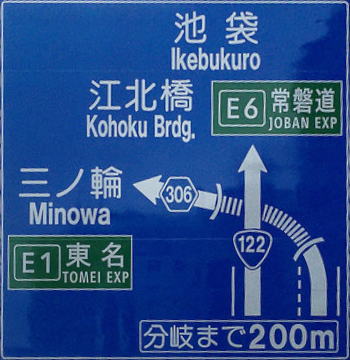 池袋
Ikebukuro
江北橋
Kohoku Brdg.
E6 常磐道
JOBAN EXP
三ノ輪
Minowa
306
E1 東名
TOMEI EXP
122
分岐まで200m